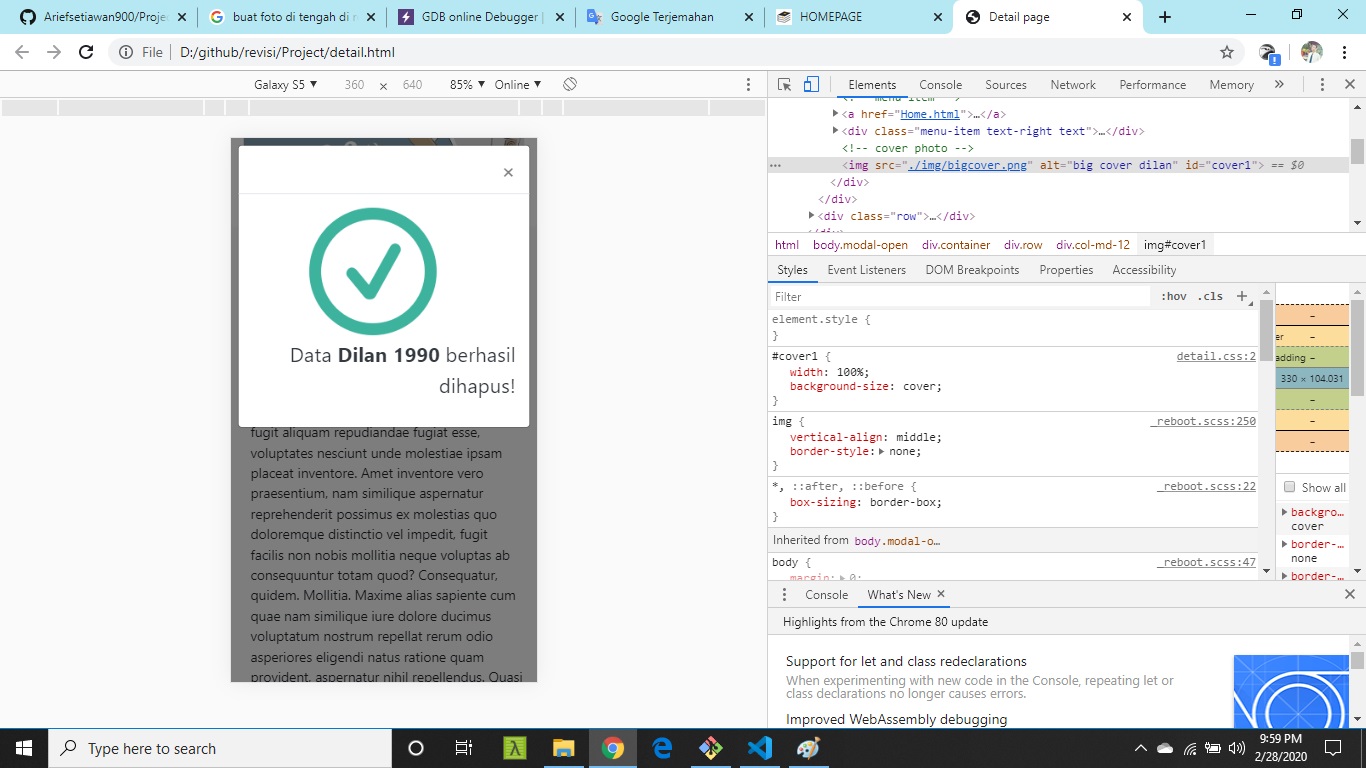 Ariefsetiawan900/Proje
buat foto di tengah di m
GDB online Debugger |
Google Terjemahan
HOMEPAGE
Detail page
File | D:/github/revisi/Project/detail.html
Galaxy S5 ▼ 360 × 640 85% ▼ Online ▼
Elements Console Sources Network Performance Memory »
<a href="Home.html">…</a>
<div class="menu-item text-right text">…</div>
<!-- cover photo -->
<img src="./img/bigcover.png" alt="big cover dilan" id="cover1"> == $0
</div>
</div>
<div class="row">…</div>
html body.modal-open div.container div.row div.col-md-12 img#cover1
Styles Event Listeners DOM Breakpoints Properties Accessibility
Filter :hov .cls +
element.style {
}
#cover1 { detail.css:2
width: 100%;
background-size: cover;
}
img { _reboot.scss:250
vertical-align: middle;
border-style: none;
}
*, ::after, ::before { _reboot.scss:22
box-sizing: border-box;
}
Inherited from body.modal-o…
body { _reboot.scss:47
margin: 0;
er –
adding –
330 × 104.031
Show all
backgro…
cover
border-…
none
border-…
×
Data Dilan 1990 berhasil
dihapus!
fugit aliquam repudiandae fugiat esse,
voluptates nesciunt unde molestiae ipsam
placeat inventore. Amet inventore vero
praesentium, nam similique aspernatur
reprehenderit possimus ex molestias quo
doloremque distinctio vel impedit, fugit
facilis non nobis mollitia neque voluptas ab
consequuntur totam quod? Consequatur,
quidem. Mollitia. Maxime alias sapiente cum
quae nam similique iure dolore ducimus
voluptatum nostrum repellat rerum odio
asperiores eligendi natus ratione quam
provident, aspernatur nihil repellendus. Quasi
Console What's New ×
Highlights from the Chrome 80 update
Support for let and class redeclarations
When experimenting with new code in the Console, repeating let or
class declarations no longer causes errors.
Improved WebAssembly debugging
Type here to search
9:59 PM
2/28/2020